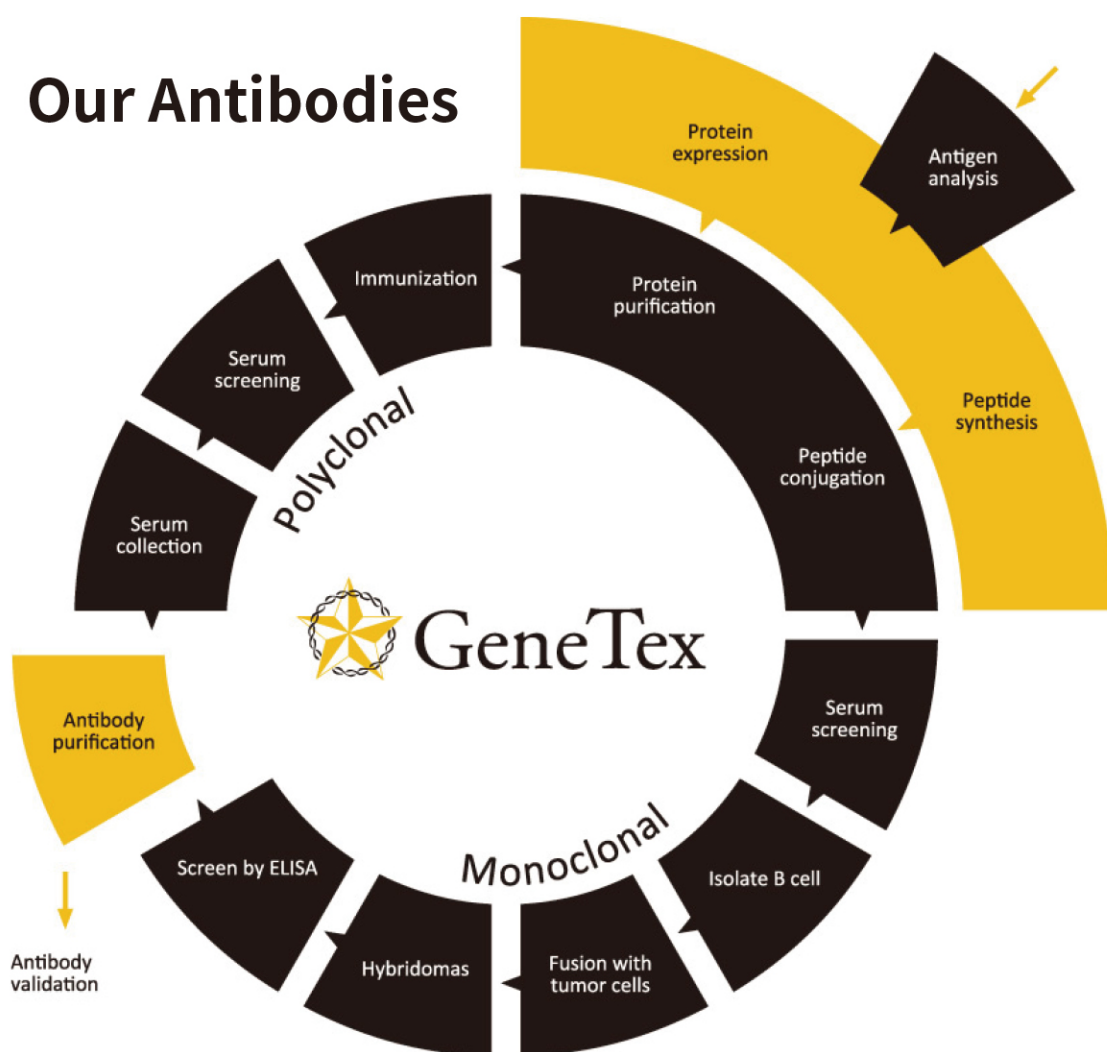 Our Antibodies
Protein
expression
Antigen
analysis
Immunization
Protein
purification
Serum
screening
Peptide
synthesis
Polyclonal
Peptide
conjugation
Serum
collection
GeneTex
Antibody
purification
Serum
screening
Monoclonal
Screen by ELISA
Isolate B cell
Hybridomas
Fusion with
tumor cells
Antibody
validation